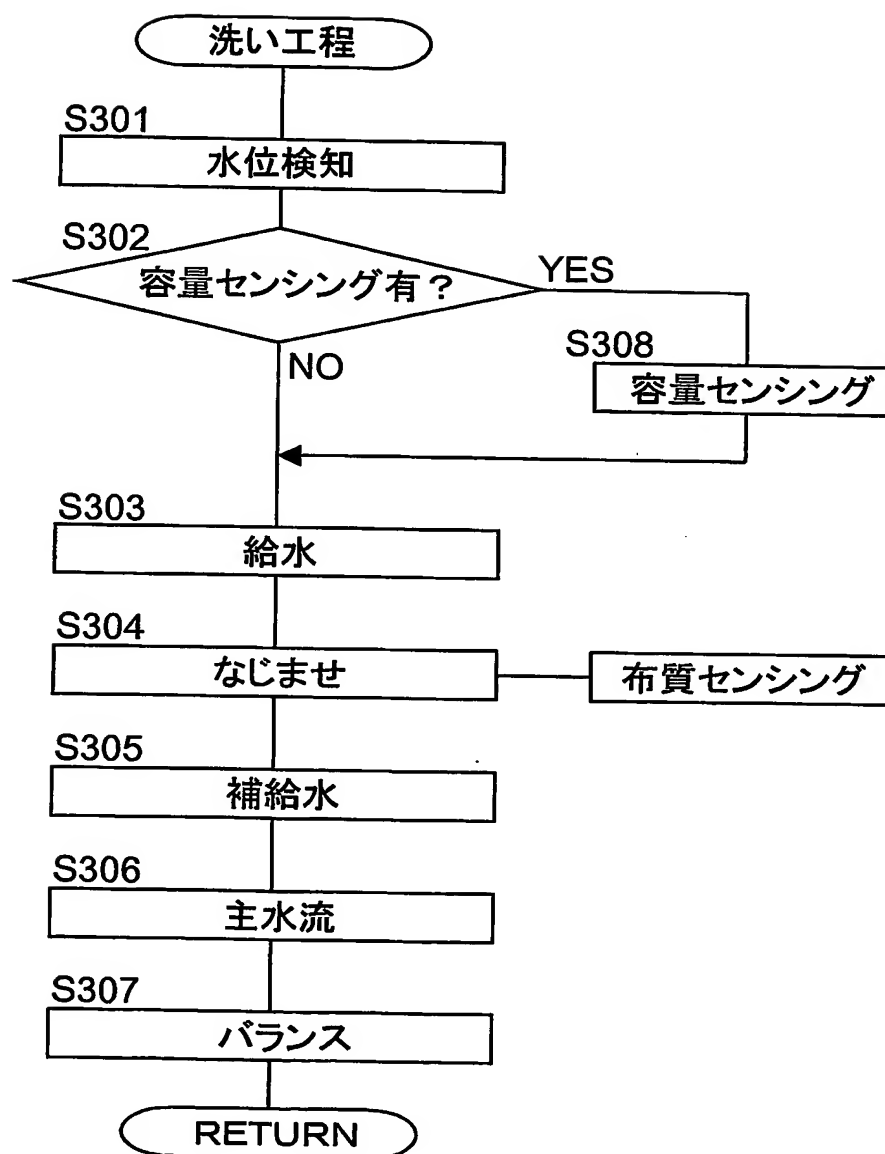 洗い工程
S301
水位検知
S302
容量センシング有？
YES
NO
S308
容量センシング
S303
給水
S304
なじませ
布質センシング
S305
補給水
S306
主水流
S307
バランス
RETURN